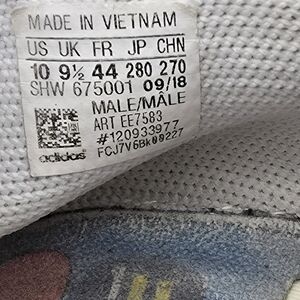 MADE IN VIETNAM
US UK FR JP CHN
10 9½ 44 280 270
SHW 675001 09/18
MALE/MÂLE
ART EE7583
#120933977
FCJ7V6Bk00227
adidas